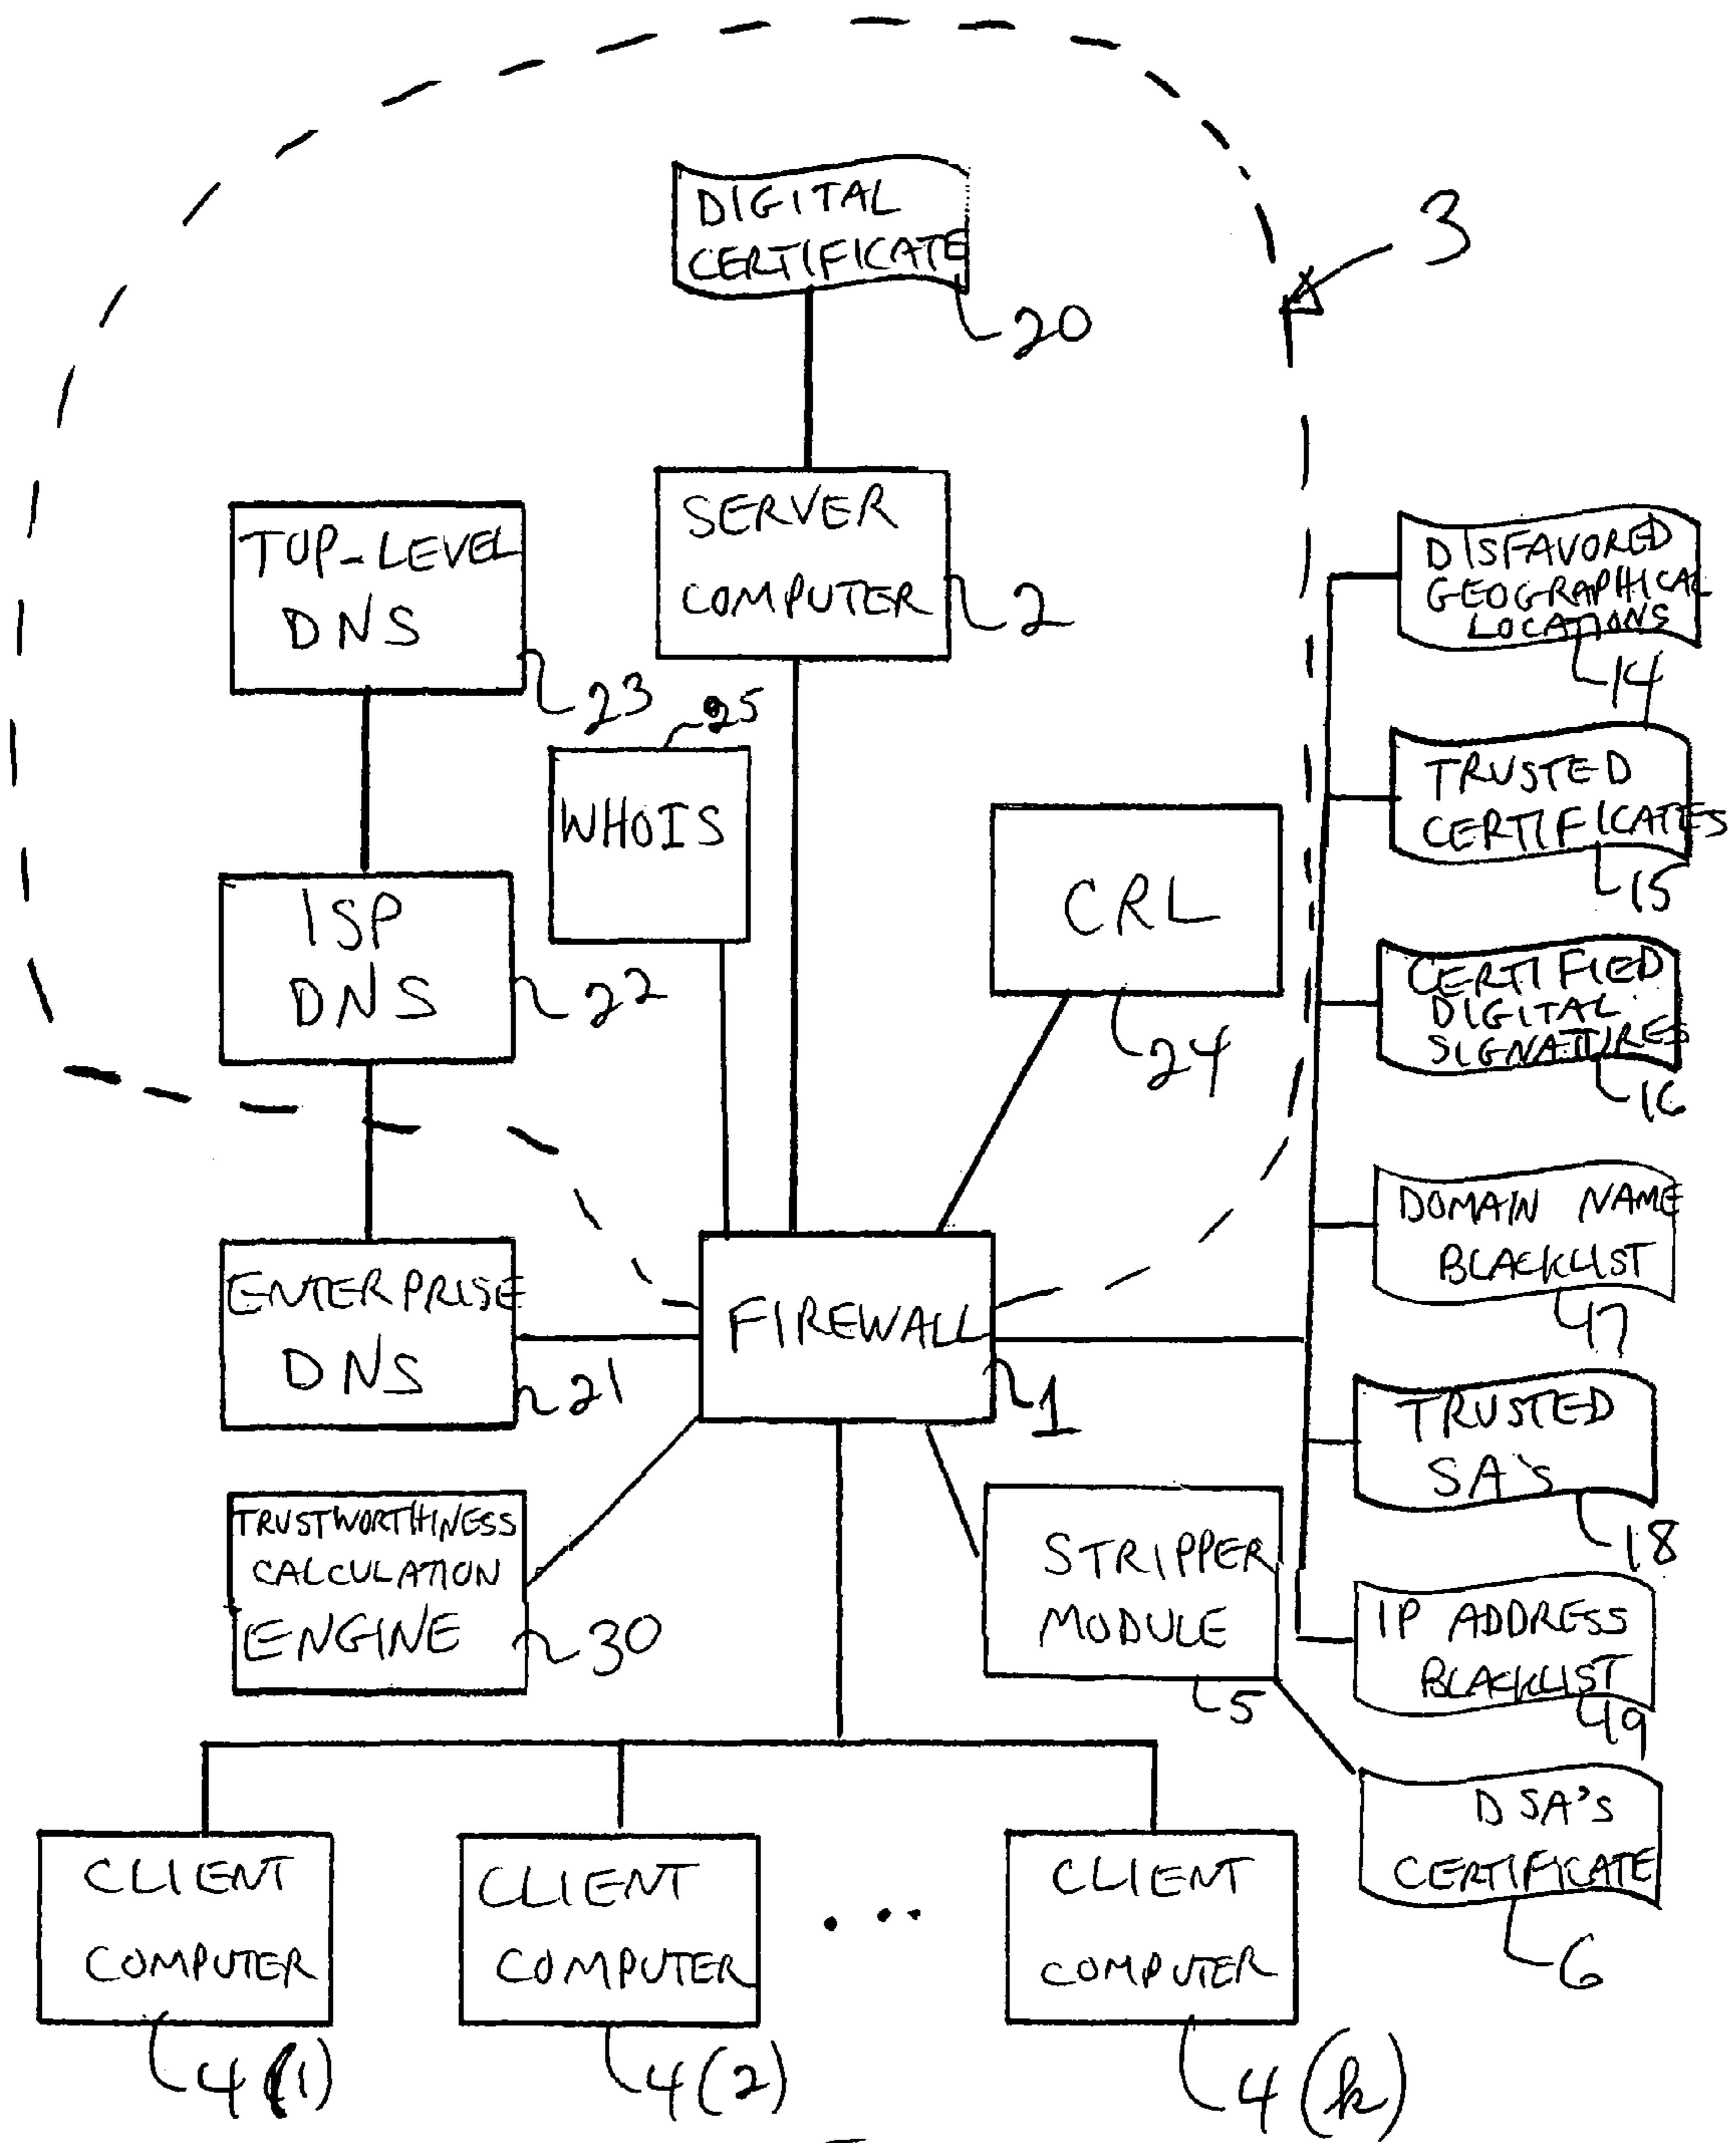 3
DIGITAL
CERTIFICATE
20
SERVER
COMPUTER
2
TOP-LEVEL
DNS
23
DISFAVORED
GEOGRAPHICAL
LOCATIONS
14
25
WHOIS
TRUSTED
CERTIFICATES
15
CRL
24
ISP
DNS
22
CERTIFIED
DIGITAL
SIGNATURES
16
DOMAIN NAME
BLACKLIST
17
ENTERPRISE
DNS
21
FIREWALL
1
TRUSTED
SA's
18
TRUSTWORTHINESS
CALCULATION
ENGINE
30
STRIPPER
MODULE
5
IP ADDRESS
BLACKLIST
19
DSA's
CERTIFICATE
6
CLIENT
COMPUTER
4(1)
CLIENT
COMPUTER
4(2)
...
CLIENT
COMPUTER
4(k)